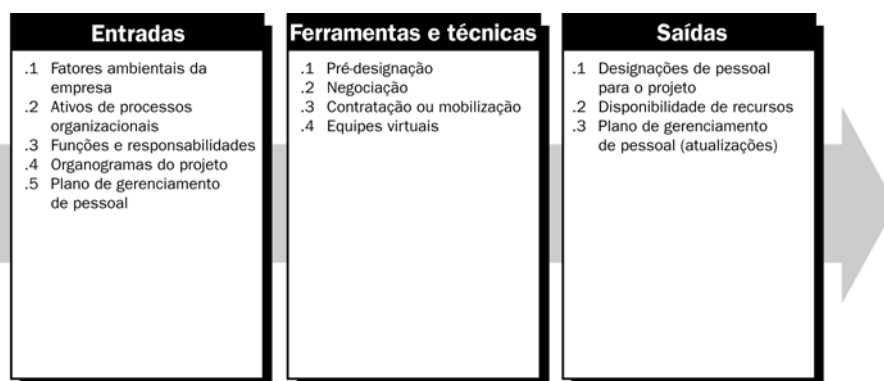 Entradas
.1 Fatores ambientais da
empresa
.2 Ativos de processos
organizacionais
.3 Funções e responsabilidades
.4 Organogramas do projeto
.5 Plano de gerenciamento
de pessoal
Ferramentas e técnicas
.1 Pré-designação
.2 Negociação
.3 Contratação ou mobilização
.4 Equipes virtuais
Saídas
.1 Designações de pessoal
para o projeto
.2 Disponibilidade de recursos
.3 Plano de gerenciamento
de pessoal (atualizações)